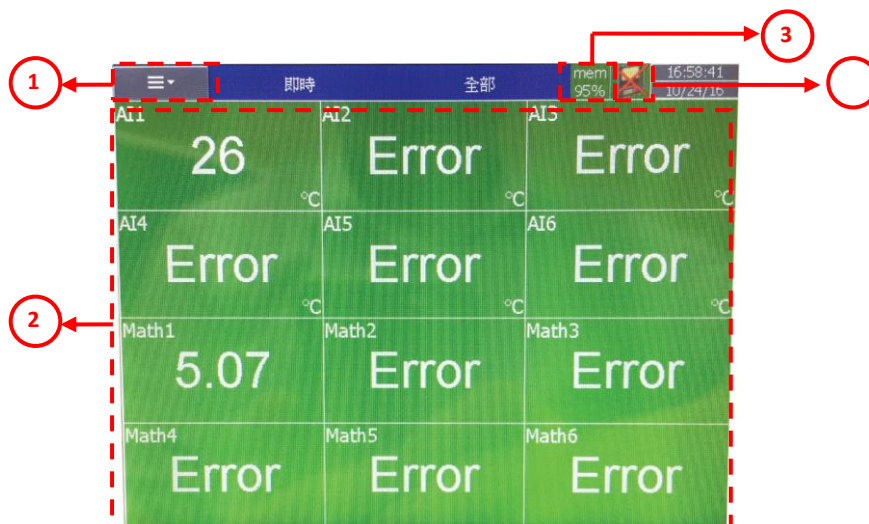 3
1
即時 全部 mem 16:58:41
95% 10/24/16
AI1 AI2 AI3
26 Error Error
°C °C °C
AI4 AI5 AI6
Error Error Error
°C °C °C
2
Math1 Math2 Math3
5.07 Error Error
Math4 Math5 Math6
Error Error Error